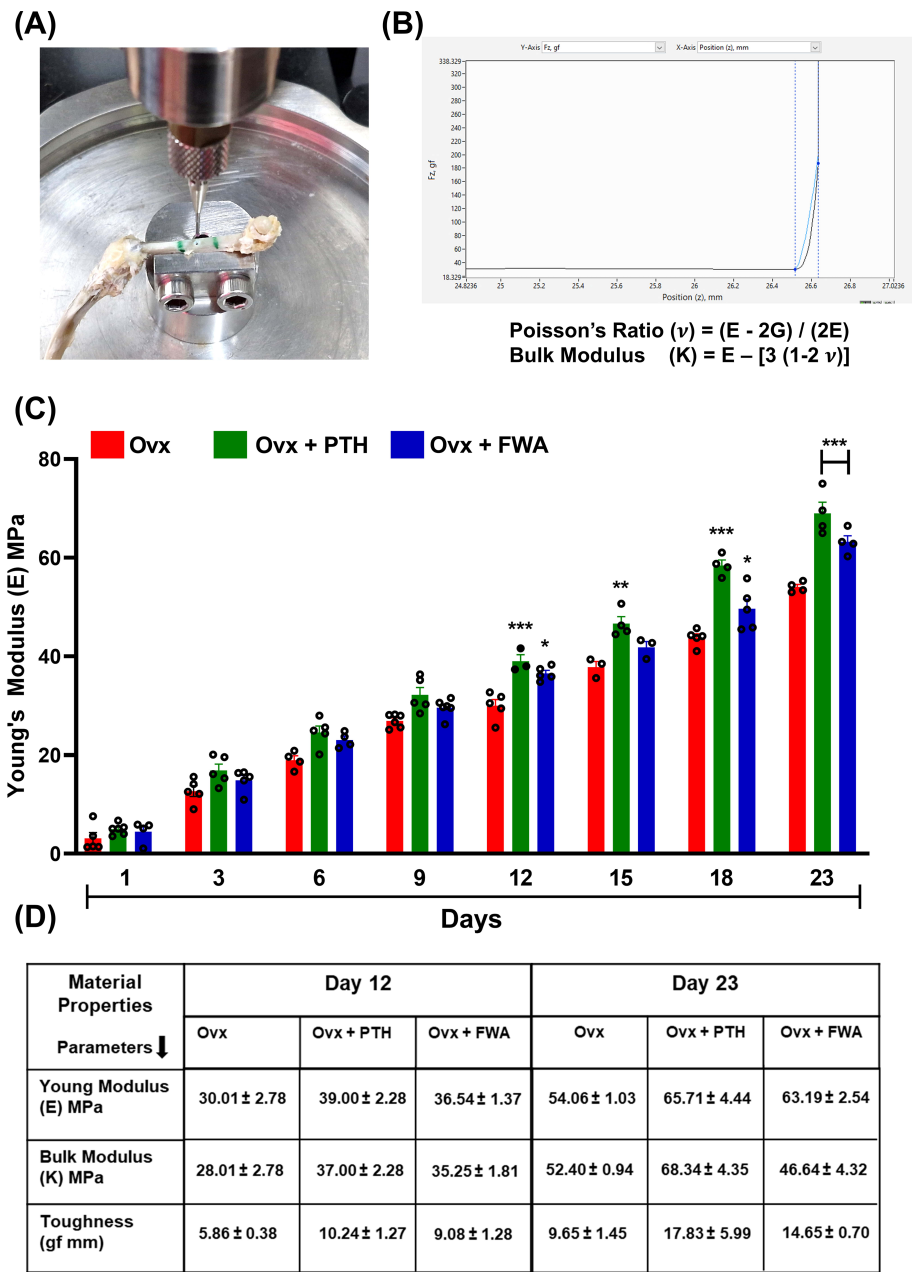 (A)
(B)
Y-Axis Fz, gf X-Axis Position (z), mm
338.329
320
300
280
260
240
220
200
180
160
140
120
100
80
60
40
18.329
Fz, gf
24.8236 25 25.2 25.4 25.6 25.8 26 26.2 26.4 26.6 26.8 27.0236
Position (z), mm
Poisson's Ratio (ν) = (E - 2G) / (2E)
Bulk Modulus (K) = E – [3 (1-2 ν)]
(C)
Ovx Ovx + PTH Ovx + FWA
Young's Modulus (E) MPa
80
60
40
20
0
***
*
**
***
*
***
1 3 6 9 12 15 18 23
Days
(D)
Material Properties
Parameters
Day 12 Day 23
Ovx Ovx + PTH Ovx + FWA Ovx Ovx + PTH Ovx + FWA
Young Modulus
(E) MPa
30.01 ± 2.78 39.00 ± 2.28 36.54 ± 1.37 54.06 ± 1.03 65.71 ± 4.44 63.19 ± 2.54
Bulk Modulus
(K) MPa
28.01 ± 2.78 37.00 ± 2.28 35.25 ± 1.81 52.40 ± 0.94 68.34 ± 4.35 46.64 ± 4.32
Toughness
(gf mm)
5.86 ± 0.38 10.24 ± 1.27 9.08 ± 1.28 9.65 ± 1.45 17.83 ± 5.99 14.65 ± 0.70